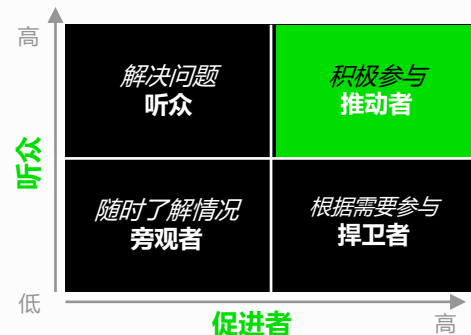 高
解决问题
听众
积极参与
推动者
听众
随时了解情况
旁观者
根据需要参与
捍卫者
低
促进者
高